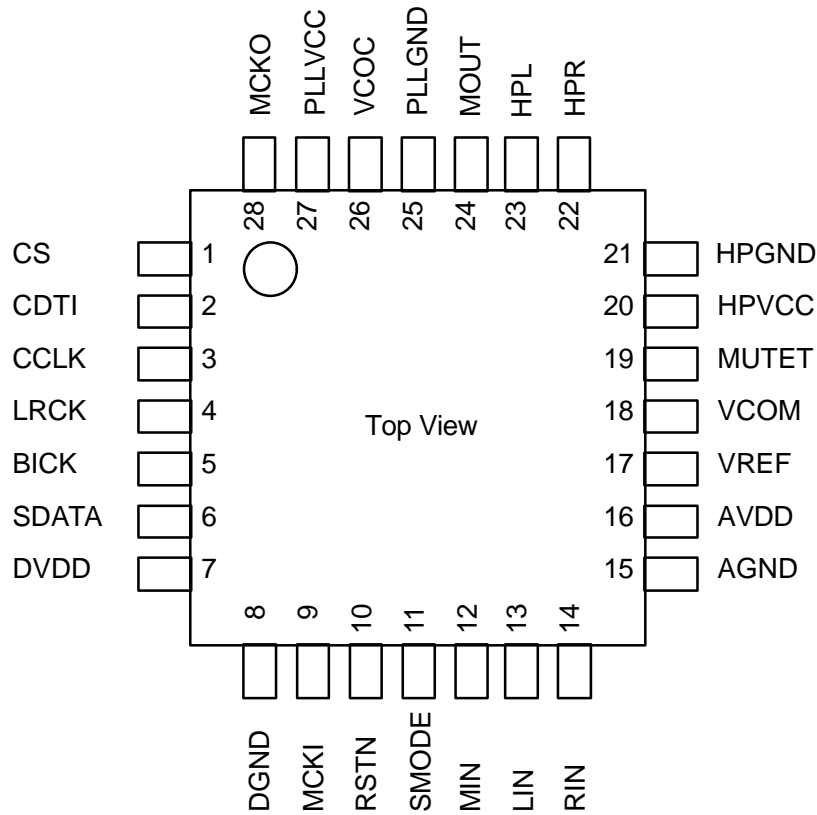 MCKO PLLVCC VCOC PLLGND MOUT HPL HPR
28 27 26 25 24 23 22
CS 1 21 HPGND
CDTI 2 20 HPVCC
CCLK 3 19 MUTET
LRCK 4 18 VCOM
Top View
BICK 5 17 VREF
SDATA 6 16 AVDD
DVDD 7 15 AGND
8 9 10 11 12 13 14
DGND MCKI RSTN SMODE MIN LIN RIN